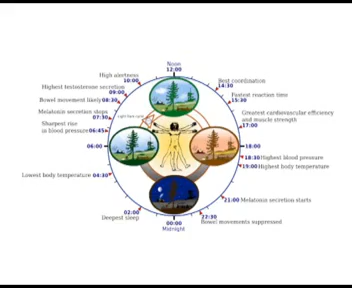 Noon
12:00
High alertness
10:00
Highest testosterone secretion
09:00
Bowel movement likely 08:30
Melatonin secretion stops
07:30
Sharpest rise
in blood pressure 06:45
06:00
Lowest body temperature 04:30
02:00
Deepest sleep
00:00
Midnight
Best coordination
14:30
Fastest reaction time
15:30
Greatest cardiovascular efficiency
and muscle strength
17:00
18:00
18:30 Highest blood pressure
19:00 Highest body temperature
21:00 Melatonin secretion starts
22:30
Bowel movements suppressed